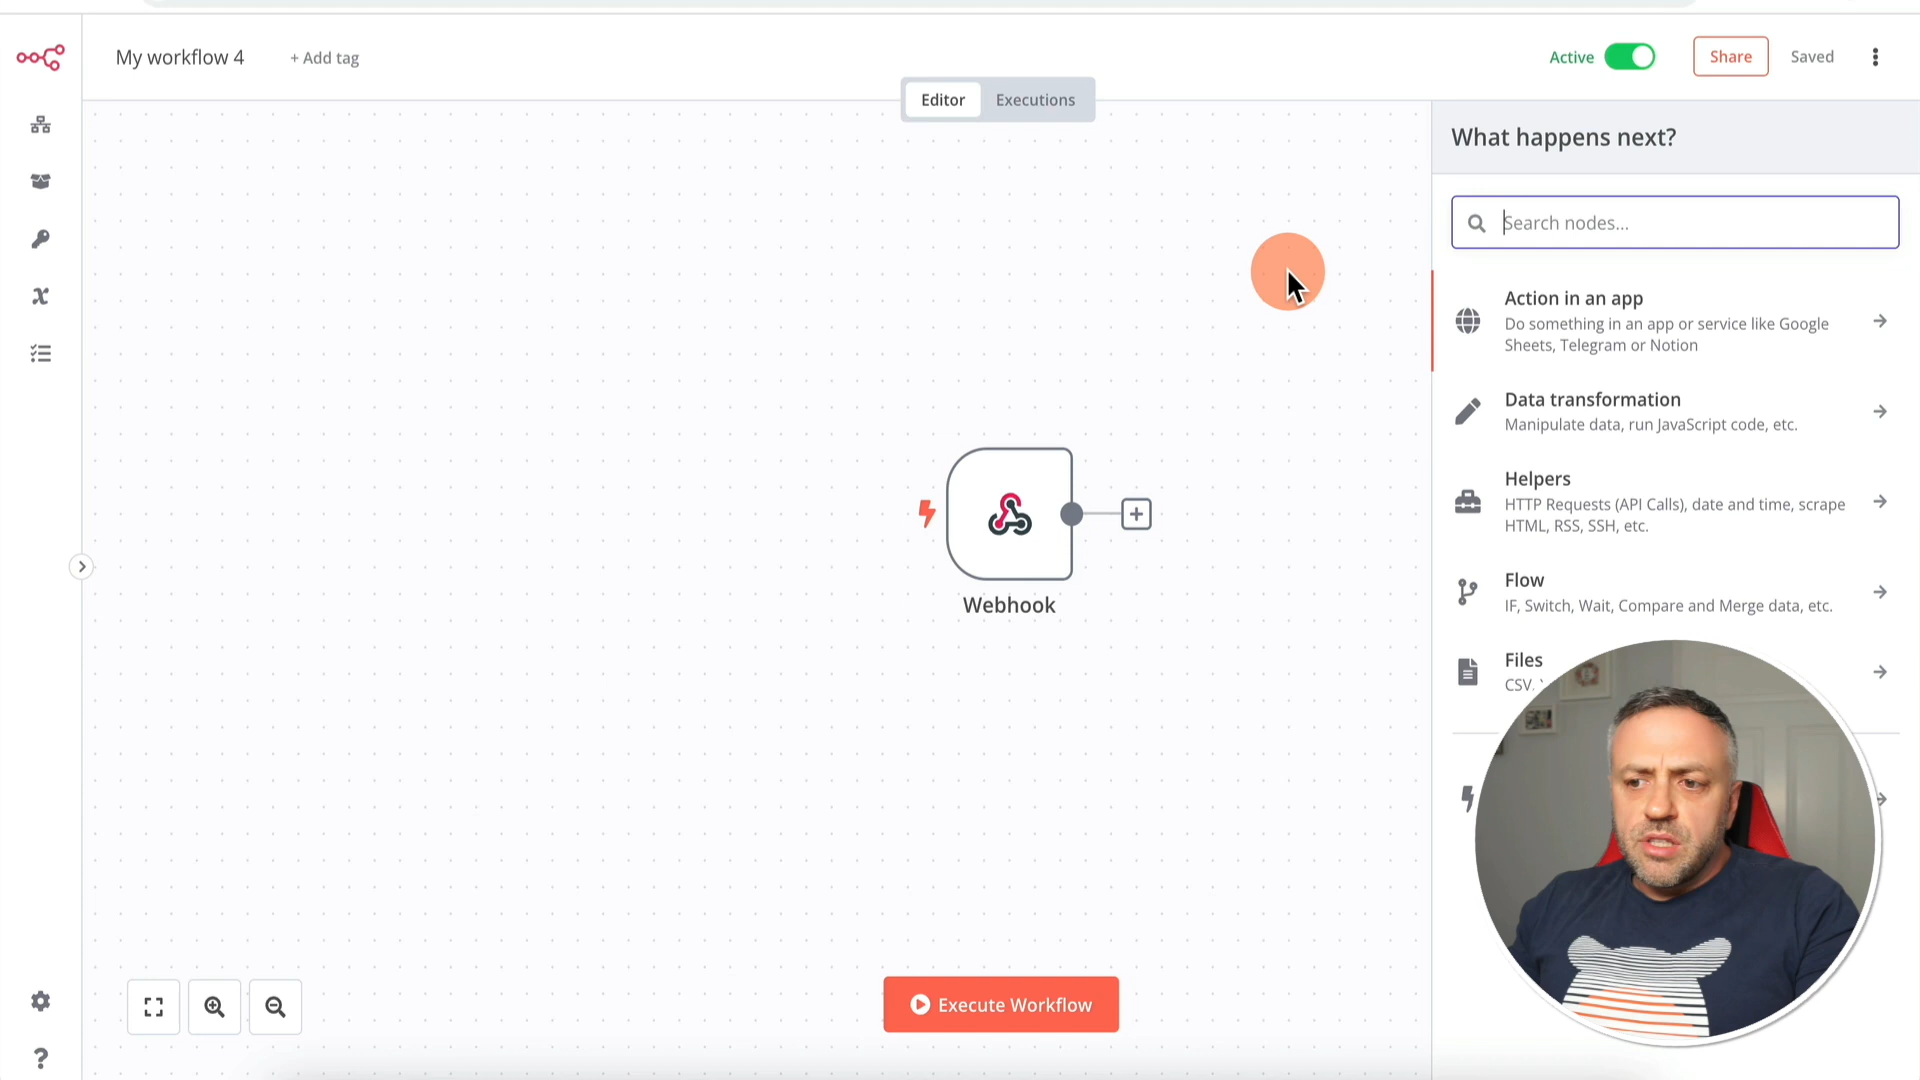 My workflow 4
+ Add tag
Active
Share
Saved
Editor
Executions
What happens next?
Search nodes...
Action in an app
Do something in an app or service like Google
Sheets, Telegram or Notion
Data transformation
Manipulate data, run JavaScript code, etc.
Helpers
HTTP Requests (API Calls), date and time, scrape
HTML, RSS, SSH, etc.
Flow
IF, Switch, Wait, Compare and Merge data, etc.
Files
CSV,
Webhook
Execute Workflow